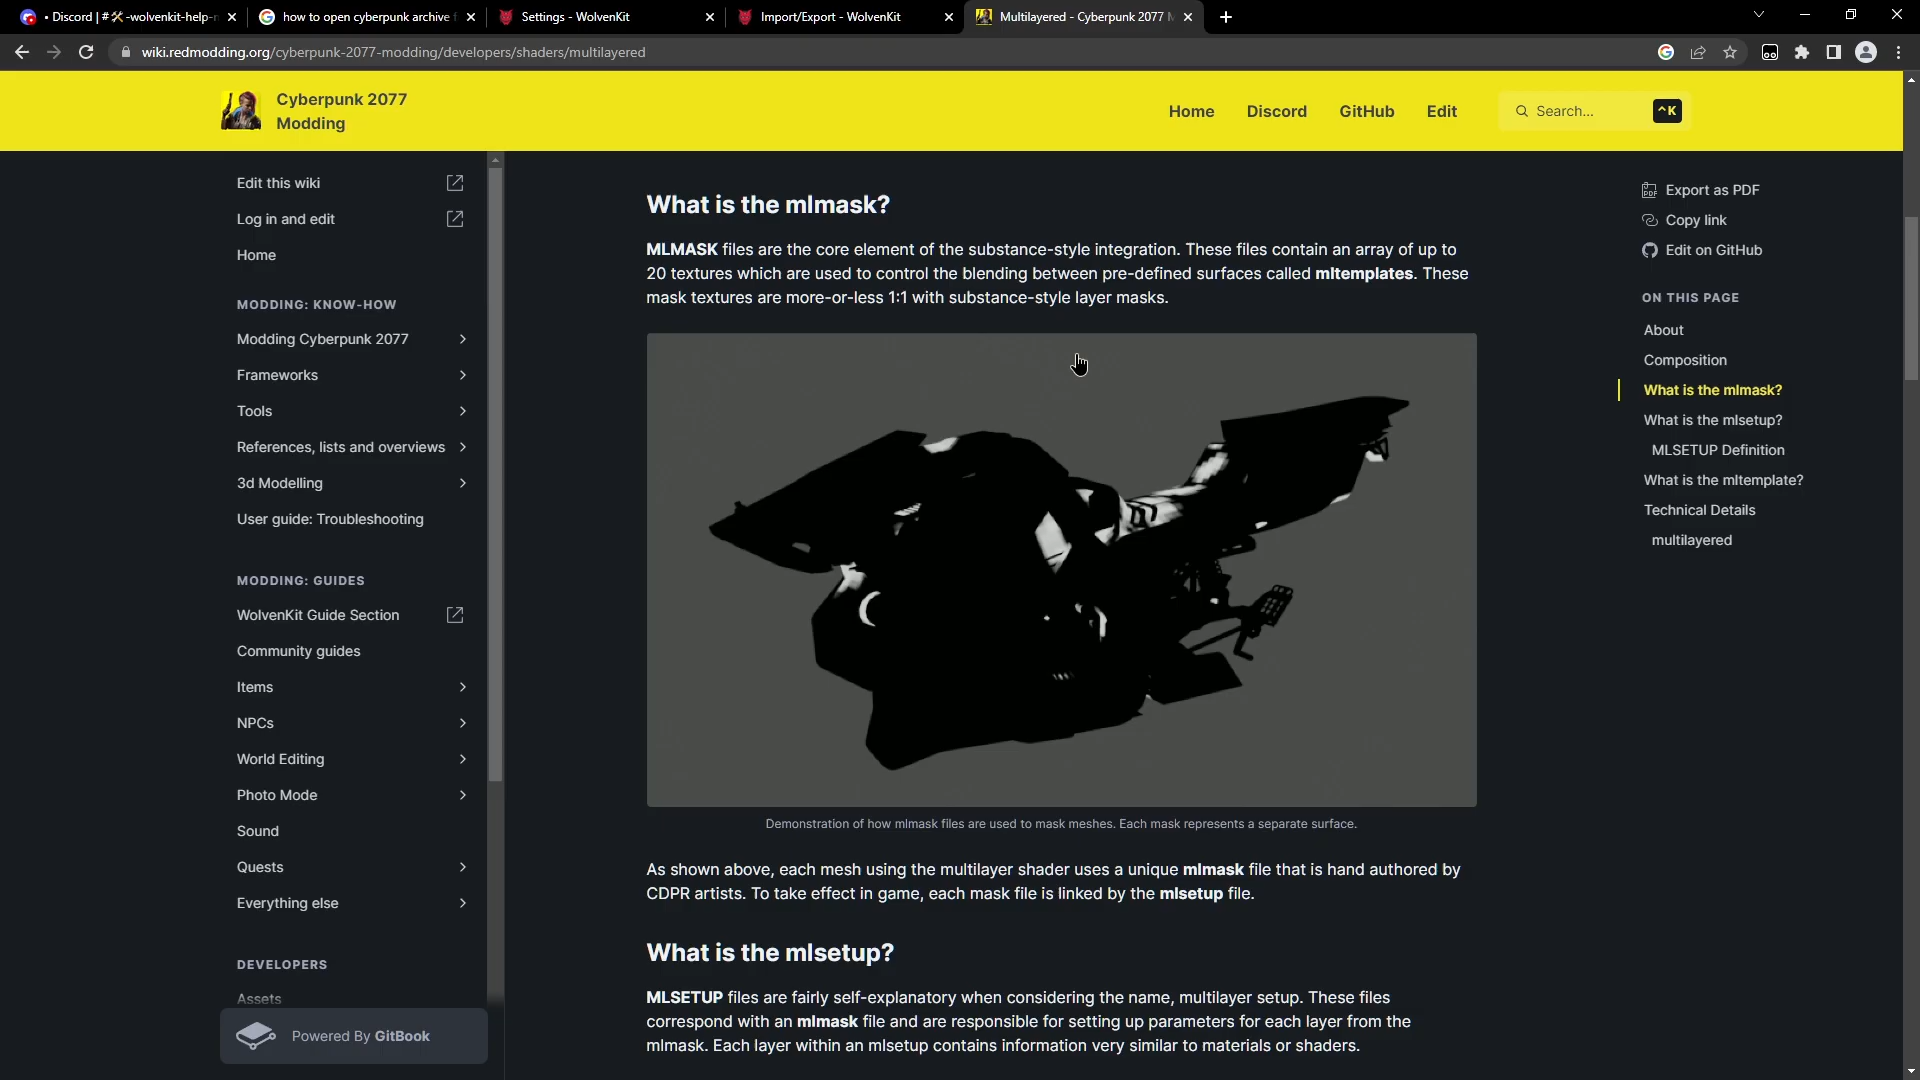 • Discord | #🛠-wolvenkit-help-n
how to open cyberpunk archive f
Settings - WolvenKit
Import/Export - WolvenKit
Multilayered - Cyberpunk 2077 M
wiki.redmodding.org/cyberpunk-2077-modding/developers/shaders/multilayered
Cyberpunk 2077
Modding
Home
Discord
GitHub
Edit
Search...
^K
Edit this wiki
Log in and edit
Home
MODDING: KNOW-HOW
Modding Cyberpunk 2077
Frameworks
Tools
References, lists and overviews
3d Modelling
User guide: Troubleshooting
MODDING: GUIDES
WolvenKit Guide Section
Community guides
Items
NPCs
World Editing
Photo Mode
Sound
Quests
Everything else
DEVELOPERS
Assets
Powered By GitBook
What is the mlmask?
MLMASK files are the core element of the substance-style integration. These files contain an array of up to
20 textures which are used to control the blending between pre-defined surfaces called mltemplates. These
mask textures are more-or-less 1:1 with substance-style layer masks.
Demonstration of how mlmask files are used to mask meshes. Each mask represents a separate surface.
As shown above, each mesh using the multilayer shader uses a unique mlmask file that is hand authored by
CDPR artists. To take effect in game, each mask file is linked by the mlsetup file.
What is the mlsetup?
MLSETUP files are fairly self-explanatory when considering the name, multilayer setup. These files
correspond with an mlmask file and are responsible for setting up parameters for each layer from the
mlmask. Each layer within an mlsetup contains information very similar to materials or shaders.
PDF
Export as PDF
Copy link
Edit on GitHub
ON THIS PAGE
About
Composition
What is the mlmask?
What is the mlsetup?
MLSETUP Definition
What is the mltemplate?
Technical Details
multilayered